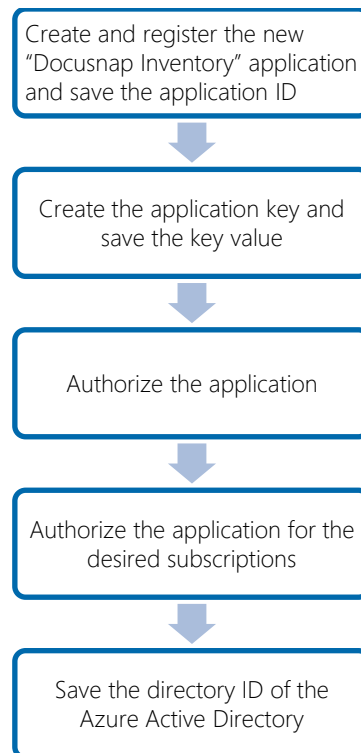 Create and register the new
“Docusnap Inventory” application
and save the application ID
Create the application key and
save the key value
Authorize the application
Authorize the application for the
desired subscriptions
Save the directory ID of the
Azure Active Directory